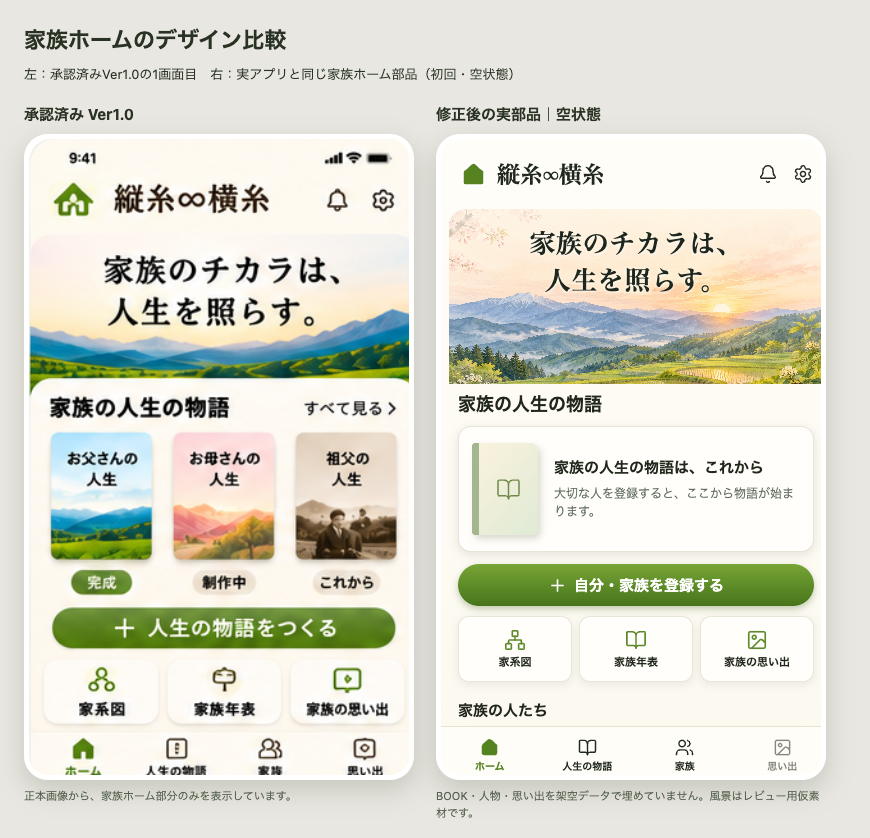 家族ホームのデザイン比較
左：承認済みVer1.0の1画面目　右：実アプリと同じ家族ホーム部品（初回・空状態）
承認済み Ver1.0
9:41
縦糸∞横糸
家族のチカラは、
人生を照らす。
家族の人生の物語
すべて見る
お父さんの
人生
お母さんの
人生
祖父の
人生
完成
制作中
これから
＋ 人生の物語をつくる
家系図
家族年表
家族の思い出
ホーム
人生の物語
家族
思い出
正本画像から、家族ホーム部分のみを表示しています。
修正後の実部品｜空状態
縦糸∞横糸
家族のチカラは、
人生を照らす。
家族の人生の物語
家族の人生の物語は、これから
大切な人を登録すると、ここから物語が始ま
ります。
＋ 自分・家族を登録する
家系図
家族年表
家族の思い出
家族の人たち
ホーム
人生の物語
家族
思い出
BOOK・人物・思い出を架空データで埋めていません。風景はレビュー用仮素
材です。